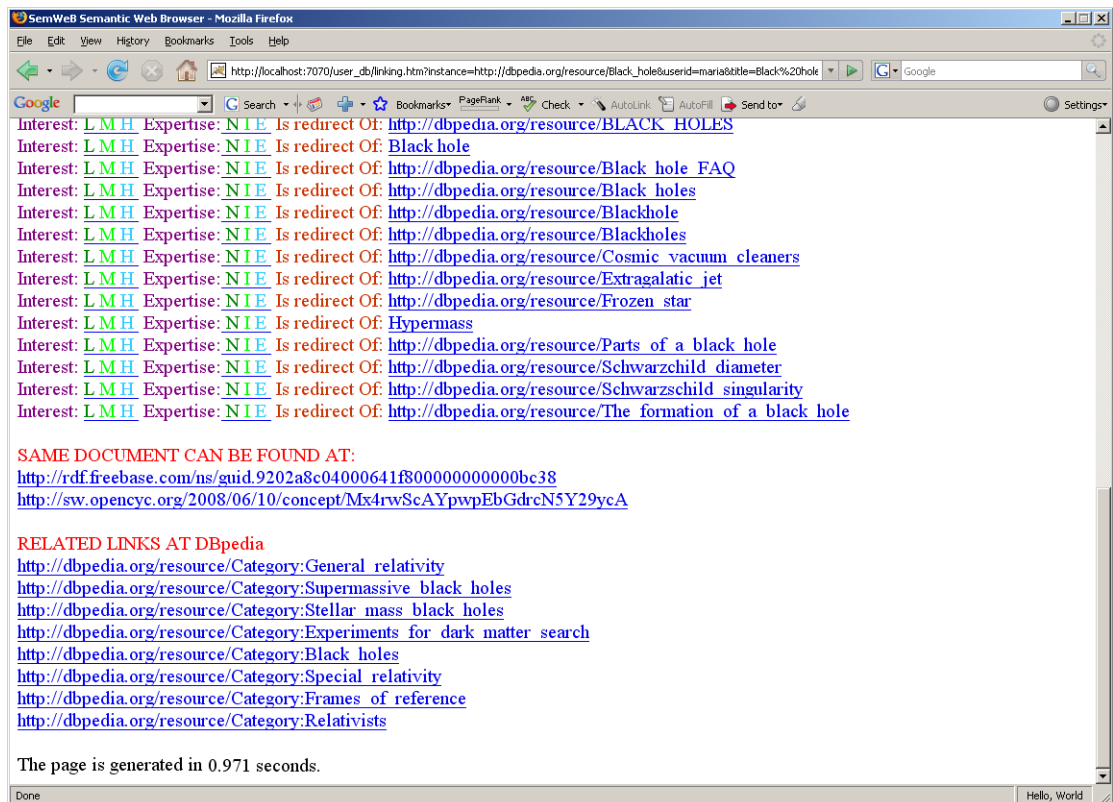 SemWeB Semantic Web Browser - Mozilla Firefox
File Edit View History Bookmarks Tools Help
http://localhost:7070/user_db/linking.htm?instance=http://dbpedia.org/resource/Black_hole&userid=maria&title=Black%20hole G Google
Google G Search Bookmarks PageRank ABC Check AutoLink AutoFill Send to Settings
Interest: L M H Expertise: N I E Is redirect Of: http://dbpedia.org/resource/BLACK_HOLES
Interest: L M H Expertise: N I E Is redirect Of: Black hole
Interest: L M H Expertise: N I E Is redirect Of: http://dbpedia.org/resource/Black_hole_FAQ
Interest: L M H Expertise: N I E Is redirect Of: http://dbpedia.org/resource/Black_holes
Interest: L M H Expertise: N I E Is redirect Of: http://dbpedia.org/resource/Blackhole
Interest: L M H Expertise: N I E Is redirect Of: http://dbpedia.org/resource/Blackholes
Interest: L M H Expertise: N I E Is redirect Of: http://dbpedia.org/resource/Cosmic_vacuum_cleaners
Interest: L M H Expertise: N I E Is redirect Of: http://dbpedia.org/resource/Extragalatic_jet
Interest: L M H Expertise: N I E Is redirect Of: http://dbpedia.org/resource/Frozen_star
Interest: L M H Expertise: N I E Is redirect Of: Hypermass
Interest: L M H Expertise: N I E Is redirect Of: http://dbpedia.org/resource/Parts_of_a_black_hole
Interest: L M H Expertise: N I E Is redirect Of: http://dbpedia.org/resource/Schwarzchild_diameter
Interest: L M H Expertise: N I E Is redirect Of: http://dbpedia.org/resource/Schwarzschild_singularity
Interest: L M H Expertise: N I E Is redirect Of: http://dbpedia.org/resource/The_formation_of_a_black_hole
SAME DOCUMENT CAN BE FOUND AT:
http://rdf.freebase.com/ns/guid.9202a8c04000641f800000000000bc38
http://sw.opencyc.org/2008/06/10/concept/Mx4rwScAYpwpEbGdrcN5Y29ycA
RELATED LINKS AT DBpedia
http://dbpedia.org/resource/Category:General_relativity
http://dbpedia.org/resource/Category:Supermassive_black_holes
http://dbpedia.org/resource/Category:Stellar_mass_black_holes
http://dbpedia.org/resource/Category:Experiments_for_dark_matter_search
http://dbpedia.org/resource/Category:Black_holes
http://dbpedia.org/resource/Category:Special_relativity
http://dbpedia.org/resource/Category:Frames_of_reference
http://dbpedia.org/resource/Category:Relativists
The page is generated in 0.971 seconds.
Done Hello, World